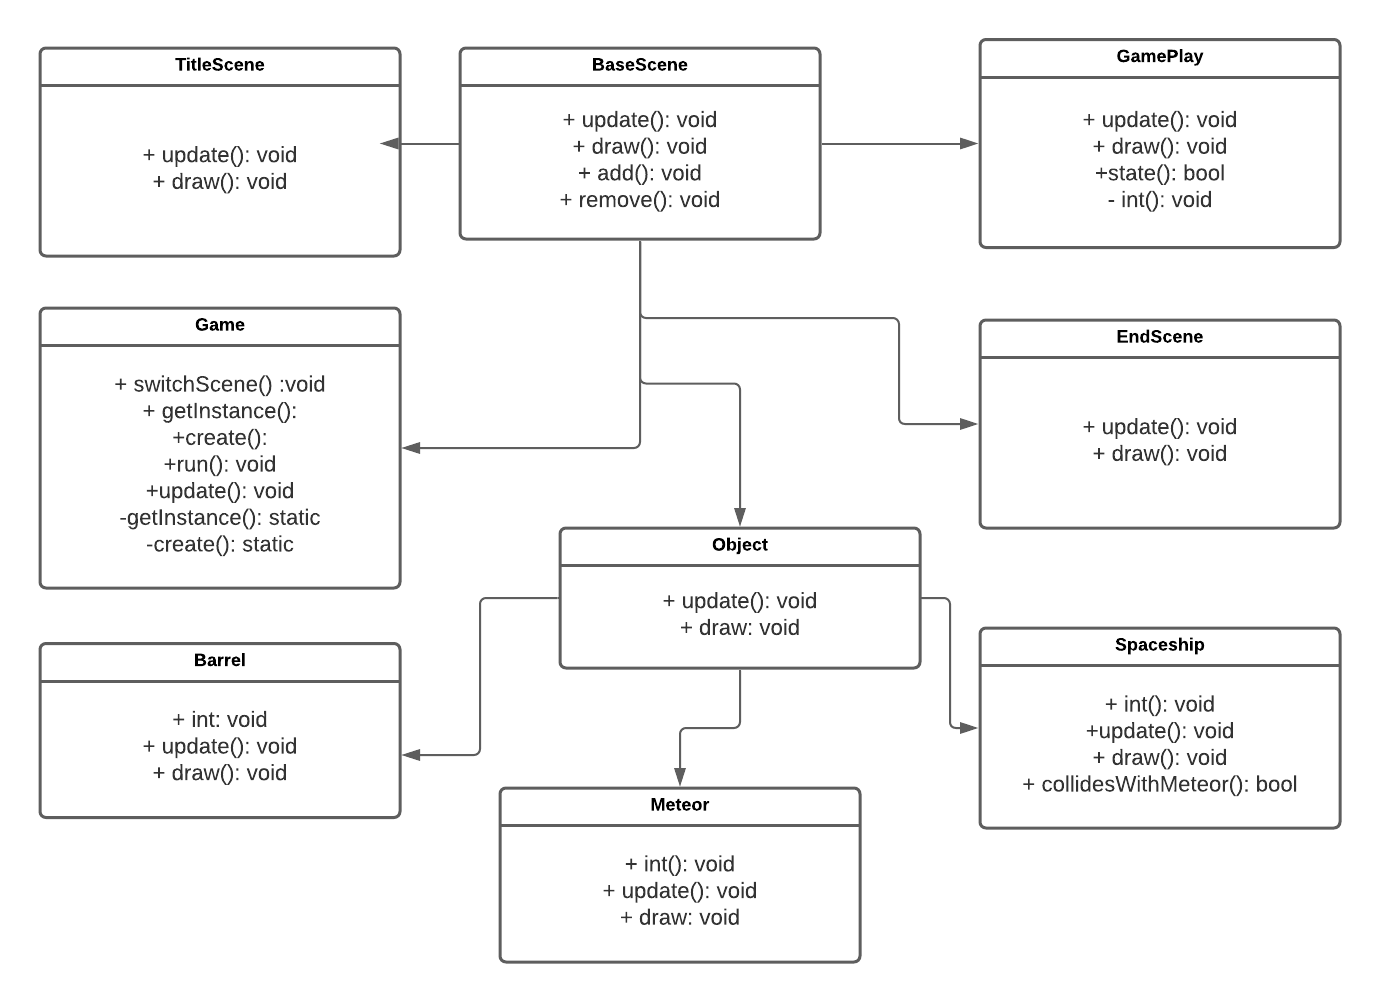 TitleScene
+ update(): void
+ draw(): void
BaseScene
+ update(): void
+ draw(): void
+ add(): void
+ remove(): void
GamePlay
+ update(): void
+ draw(): void
+state(): bool
- int(): void
Game
+ switchScene() :void
+ getInstance():
+create():
+run(): void
+update(): void
-getInstance(): static
-create(): static
EndScene
+ update(): void
+ draw(): void
Object
+ update(): void
+ draw: void
Barrel
+ int: void
+ update(): void
+ draw(): void
Spaceship
+ int(): void
+update(): void
+ draw(): void
+ collidesWithMeteor(): bool
Meteor
+ int(): void
+ update(): void
+ draw: void